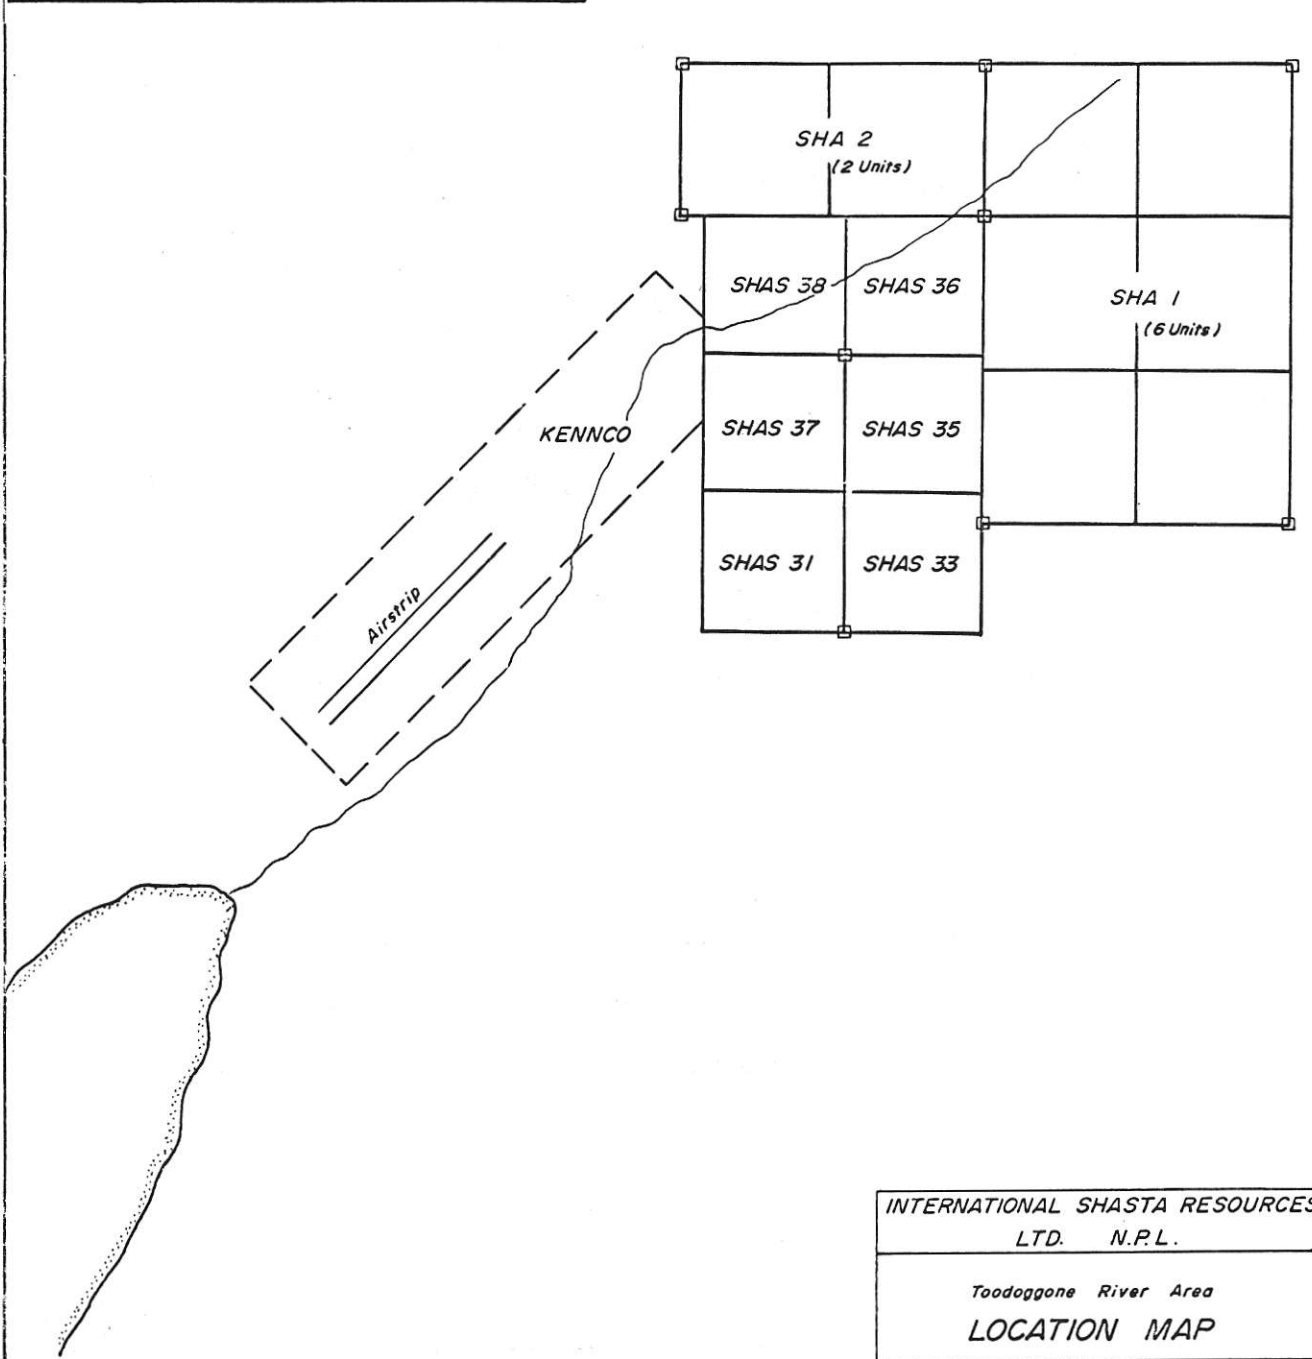 SHA 2
(2 Units)
SHAS 38
SHAS 36
SHA 1
(6 Units)
KENNCO
SHAS 37
SHAS 35
SHAS 31
SHAS 33
Airstrip
INTERNATIONAL SHASTA RESOURCES
LTD. N.P.L.
Toodoggone River Area
LOCATION MAP